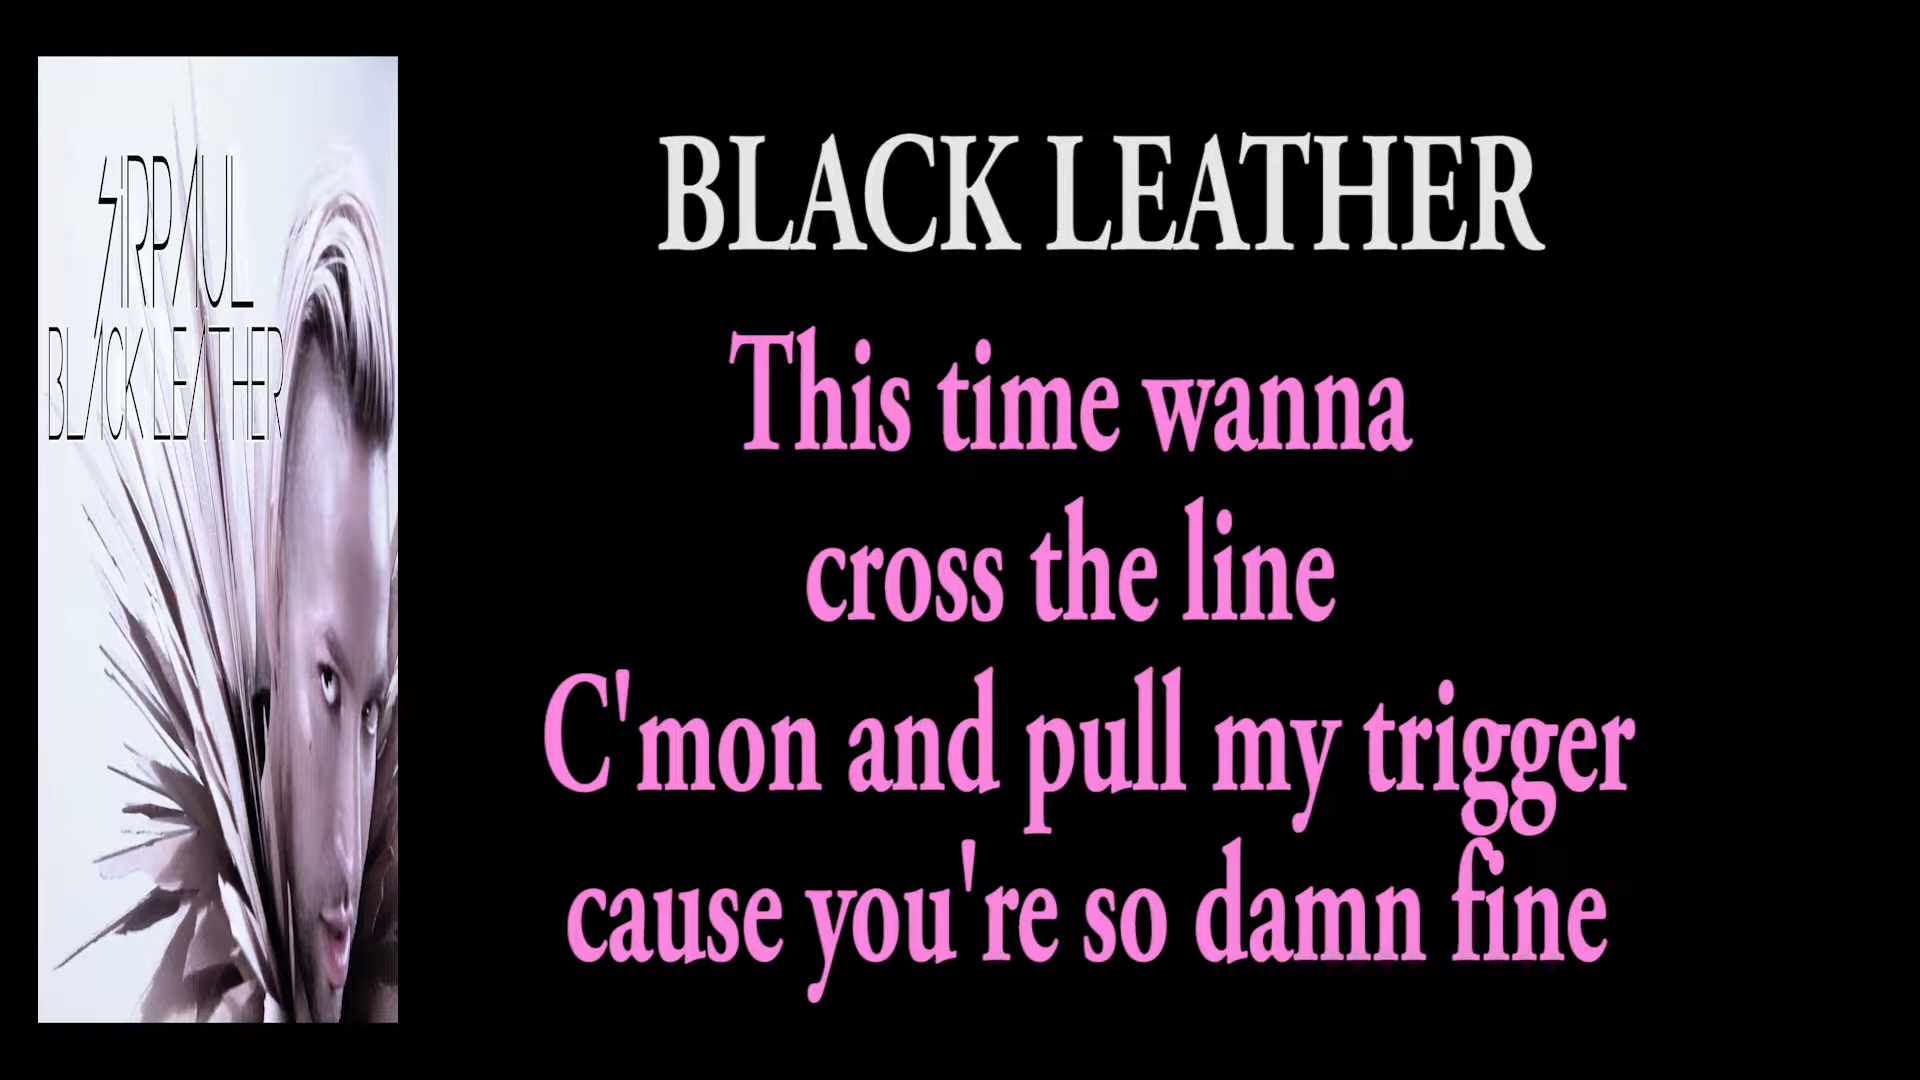 SIRPAUL
BLACK LEATHER
BLACK LEATHER
This time wanna
cross the line
C'mon and pull my trigger
cause you're so damn fine